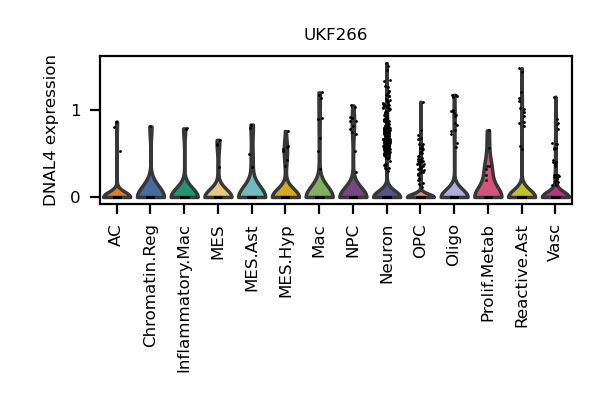 UKF266
DNAL4 expression
1
0
AC
Chromatin.Reg
Inflammatory.Mac
MES
MES.Ast
MES.Hyp
Mac
NPC
Neuron
OPC
Oligo
Prolif.Metab
Reactive.Ast
Vasc